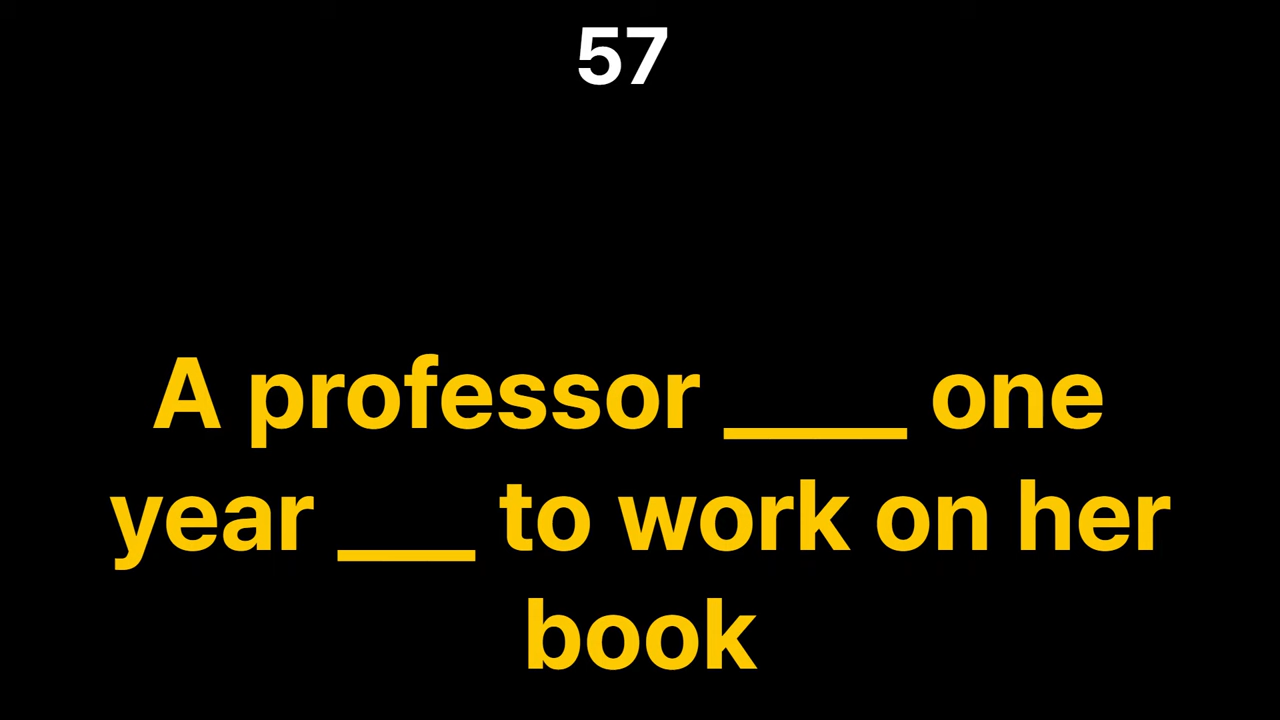 57
A professor ____ one
year ___ to work on her
book